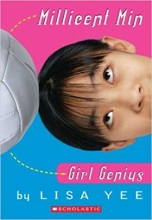 Millicent Min
Girl Genius
by LISA YEE
SCHOLASTIC